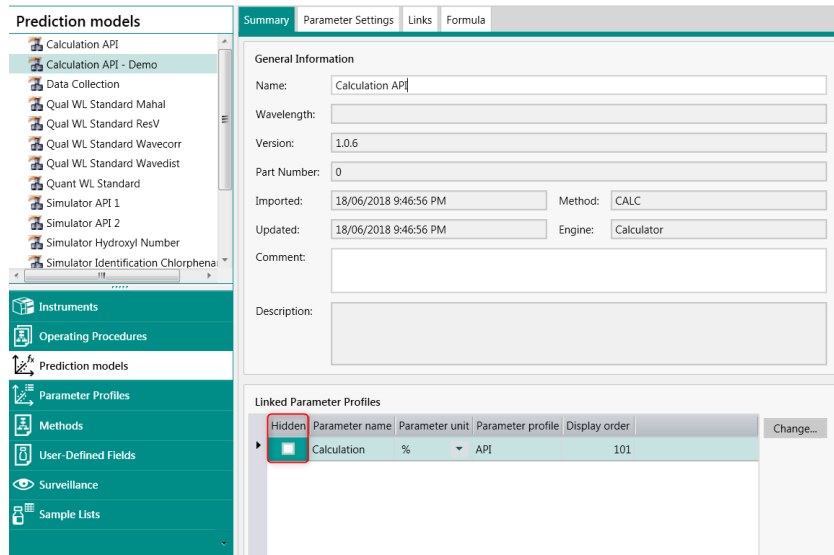 Prediction models
Calculation API
Calculation API - Demo
Data Collection
Qual WL Standard Mahal
Qual WL Standard ResV
Qual WL Standard Wavecorr
Qual WL Standard Wavedist
Quant WL Standard
Simulator API 1
Simulator API 2
Simulator Hydroxyl Number
Simulator Identification Chlorphena
Instruments
Operating Procedures
Prediction models
Parameter Profiles
Methods
User-Defined Fields
Surveillance
Sample Lists
Summary Parameter Settings Links Formula
General Information
Name: Calculation API
Wavelength:
Version: 1.0.6
Part Number: 0
Imported: 18/06/2018 9:46:56 PM Method: CALC
Updated: 18/06/2018 9:46:56 PM Engine: Calculator
Comment:
Description:
Linked Parameter Profiles
Hidden Parameter name Parameter unit Parameter profile Display order
Calculation % API 101
Change...